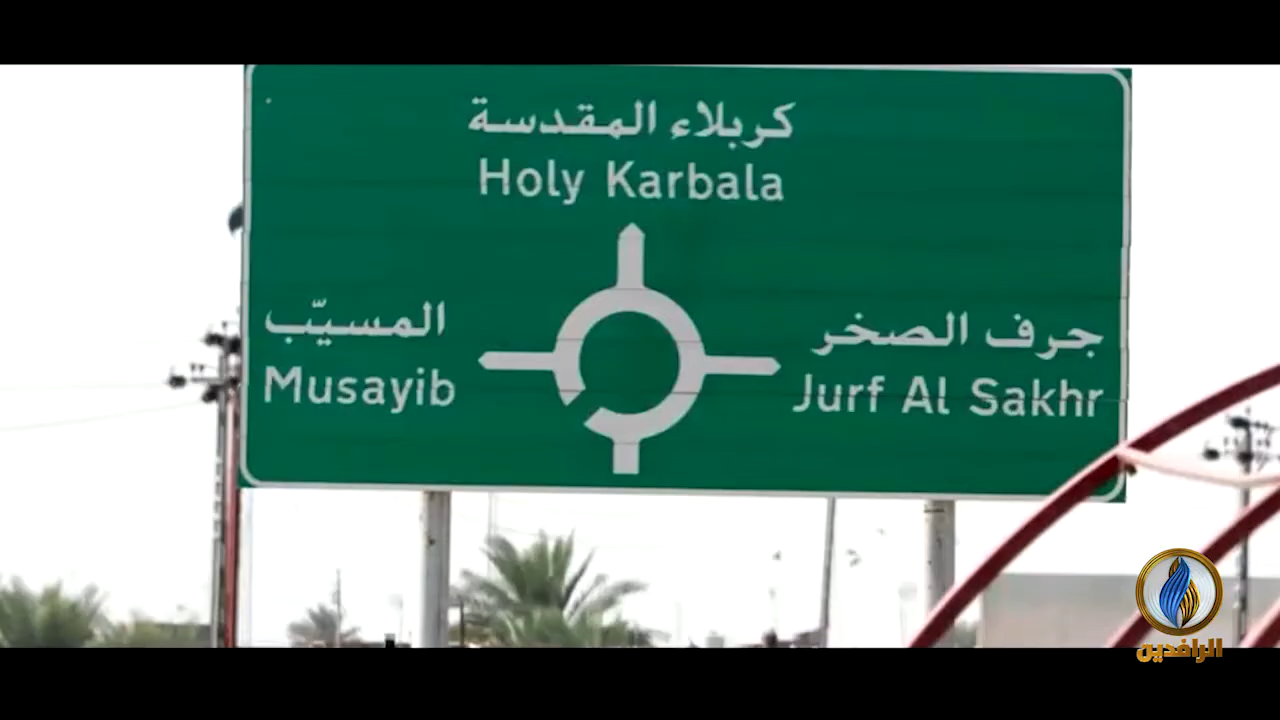 كربلاء المقدسة
Holy Karbala
المسيّب
Musayib
جرف الصخر
Jurf Al Sakhr
الرافدين